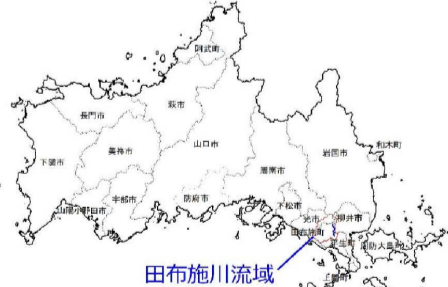 阿武町
萩市
長門市
山口市
美祢市
岩国市
和木町
下関市
周南市
宇部市
防府市
山陽小野田市
下松市
光市
柳井市
田布施町
平生町
周防大島町
上関町
田布施川流域